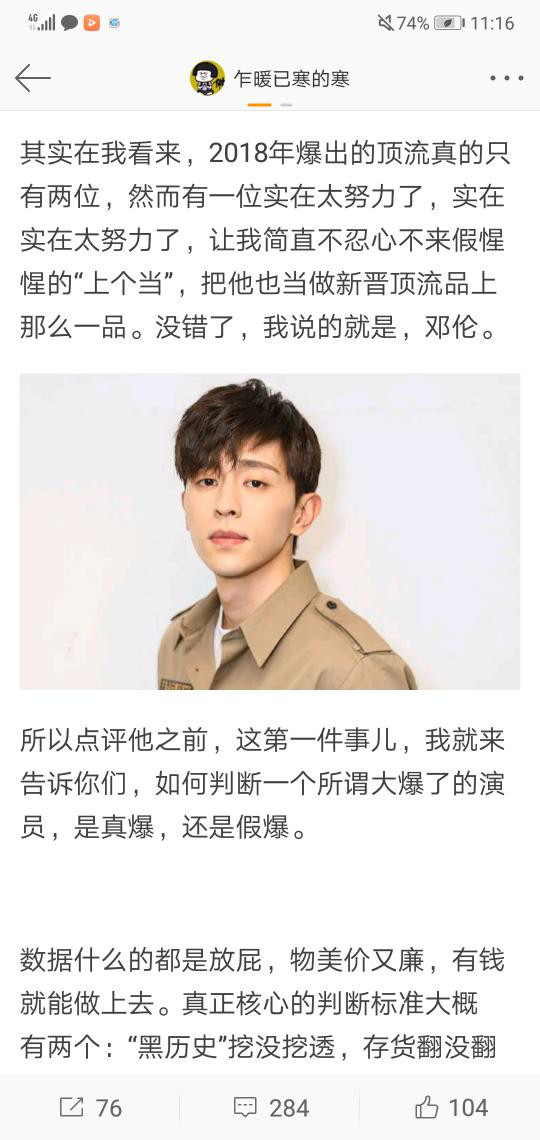 4G 74% 11:16
乍暖已寒的寒
其实在我看来，2018年爆出的顶流真的只
有两位，然而有一位实在太努力了，实在
实在太努力了，让我简直不忍心不来假惺
惺的“上个当”，把他也当做新晋顶流品上
那么一品。没错了，我说的就是，邓伦。
所以点评他之前，这第一件事儿，我就来
告诉你们，如何判断一个所谓大爆了的演
员，是真爆，还是假爆。
数据什么的都是放屁，物美价又廉，有钱
就能做上去。真正核心的判断标准大概
有两个：“黑历史”挖没挖透，存货翻没翻
76 284 104